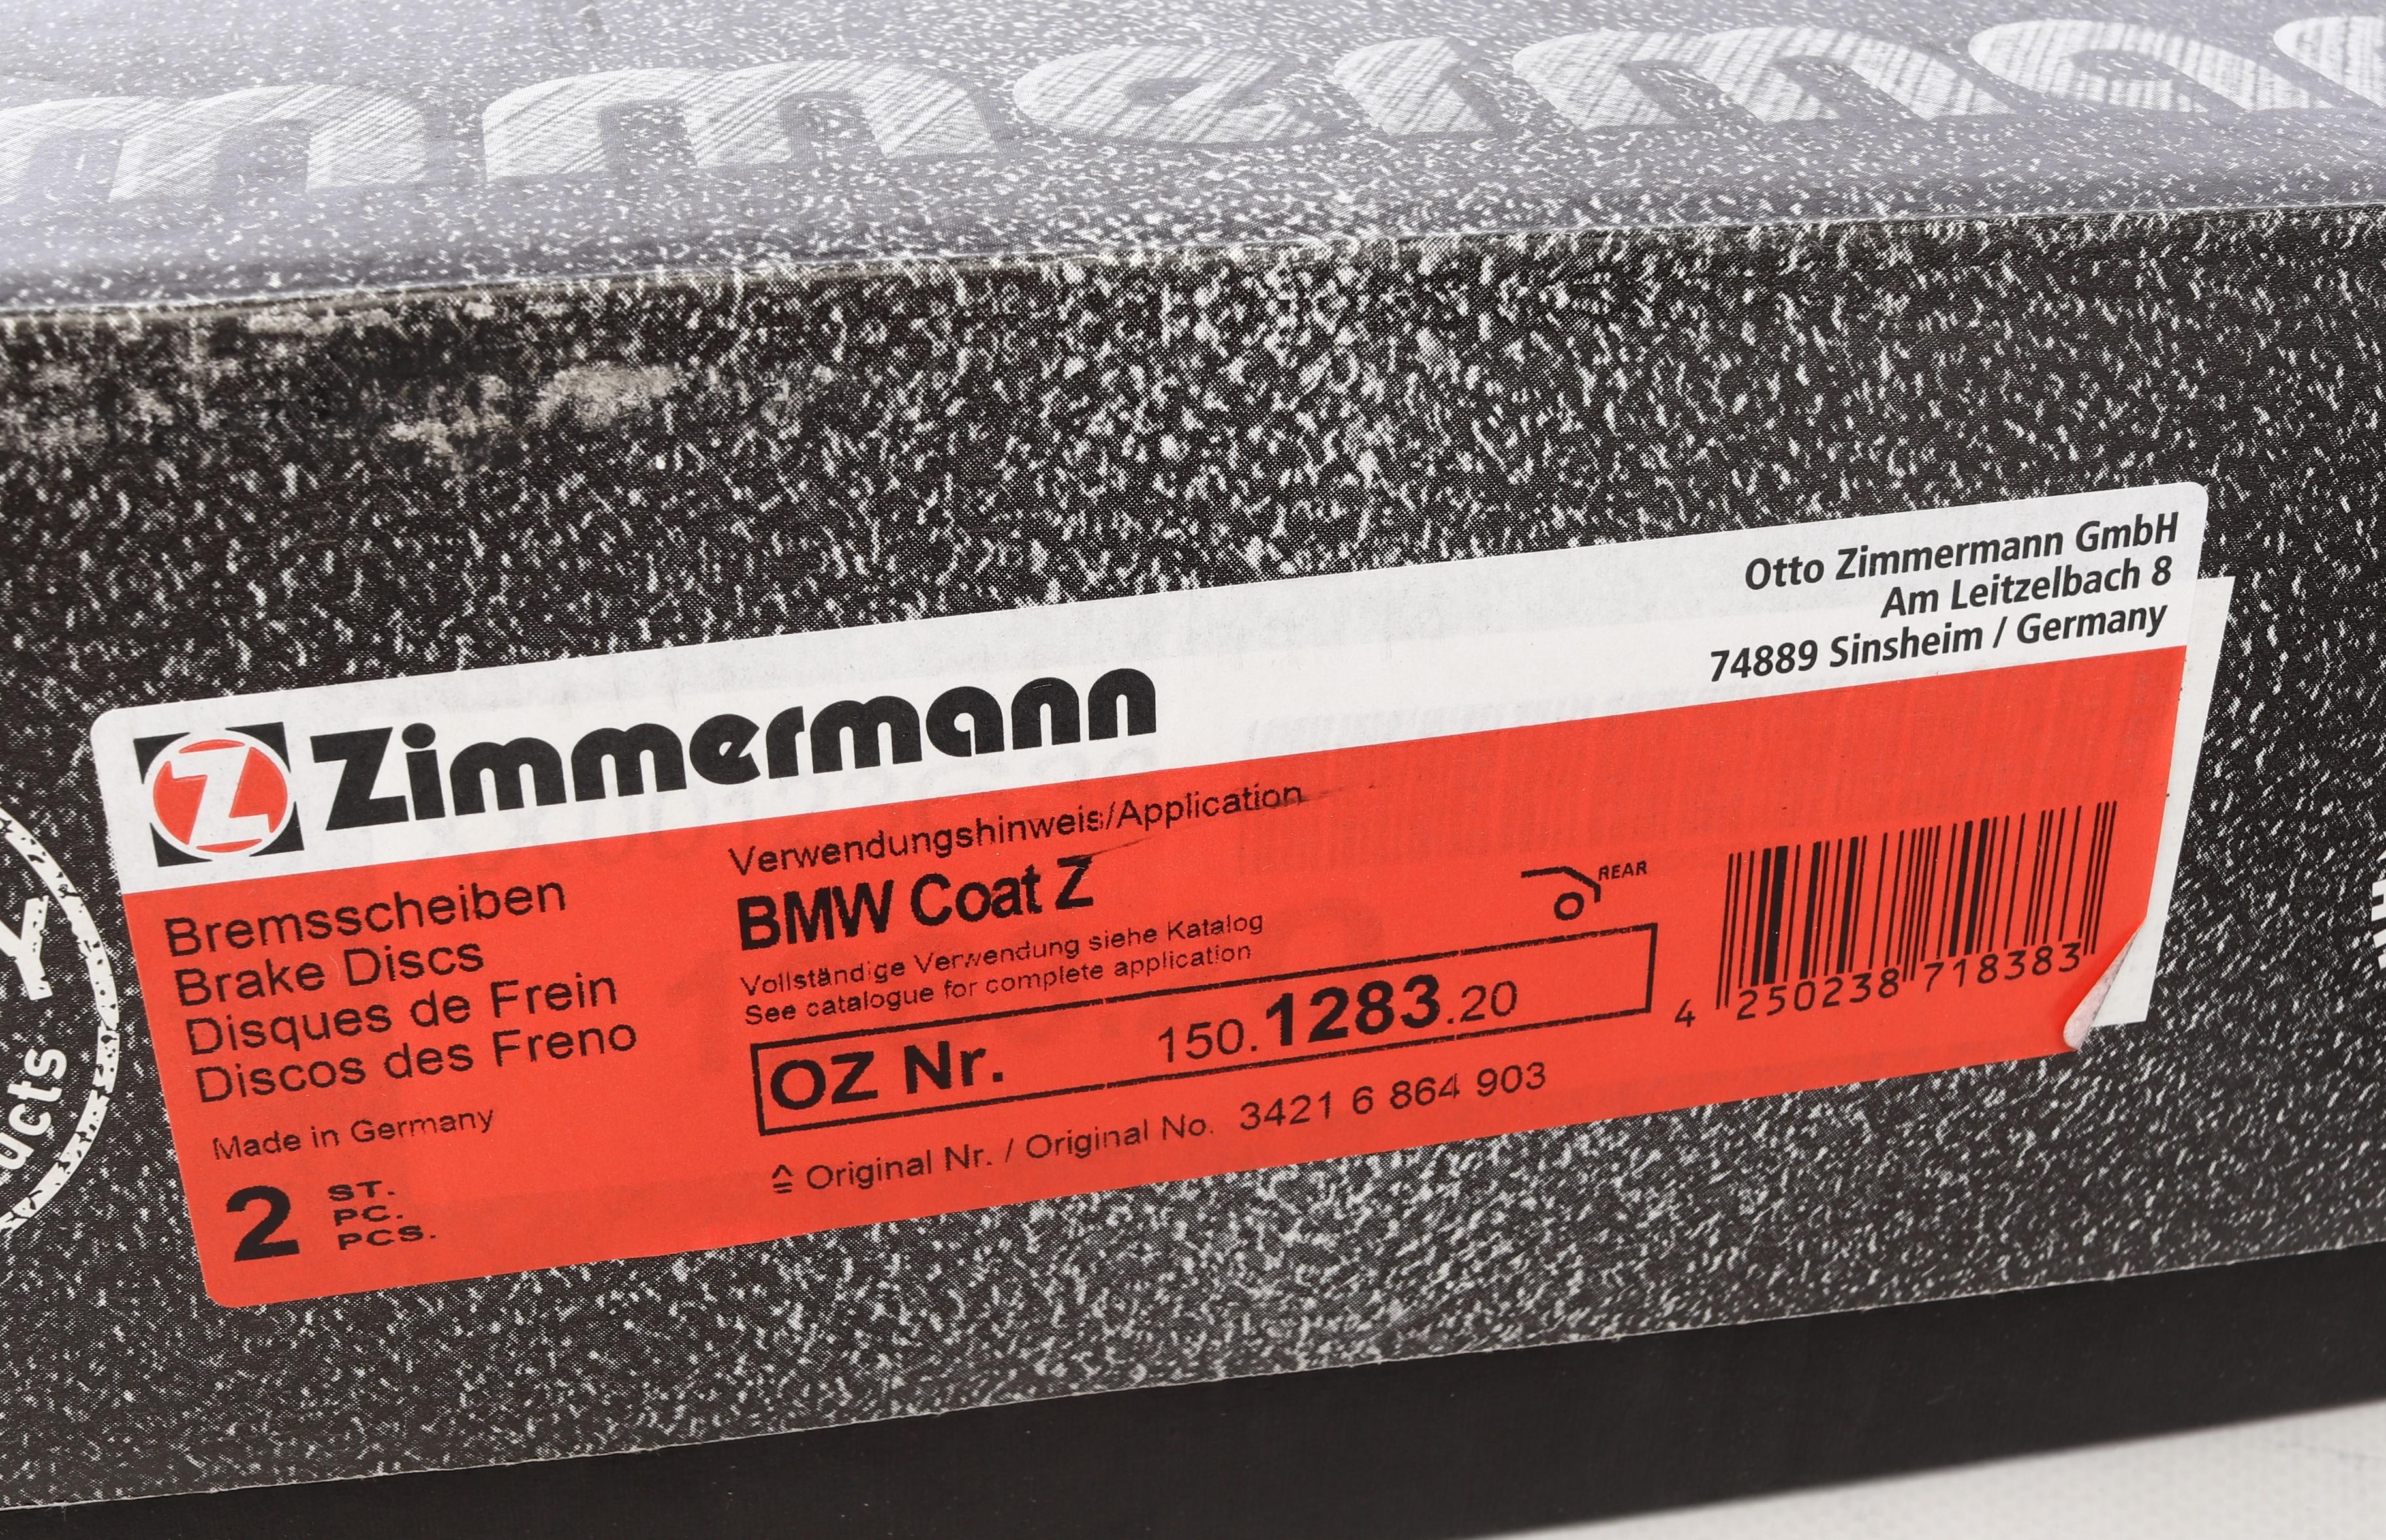 Zimmermann
Otto Zimmermann GmbH
Am Leitzelbach 8
74889 Sinsheim / Germany
Bremsscheiben
Brake Discs
Disques de Frein
Discos des Freno
Made in Germany
2 ST.
PC.
PCS.
Verwendungshinweis/Application
BMW Coat Z
Vollständige Verwendung siehe Katalog
See catalogue for complete application
REAR
OZ Nr. 150.1283.20
≙ Original Nr. / Original No. 3421 6 864 903
4 250238 718383